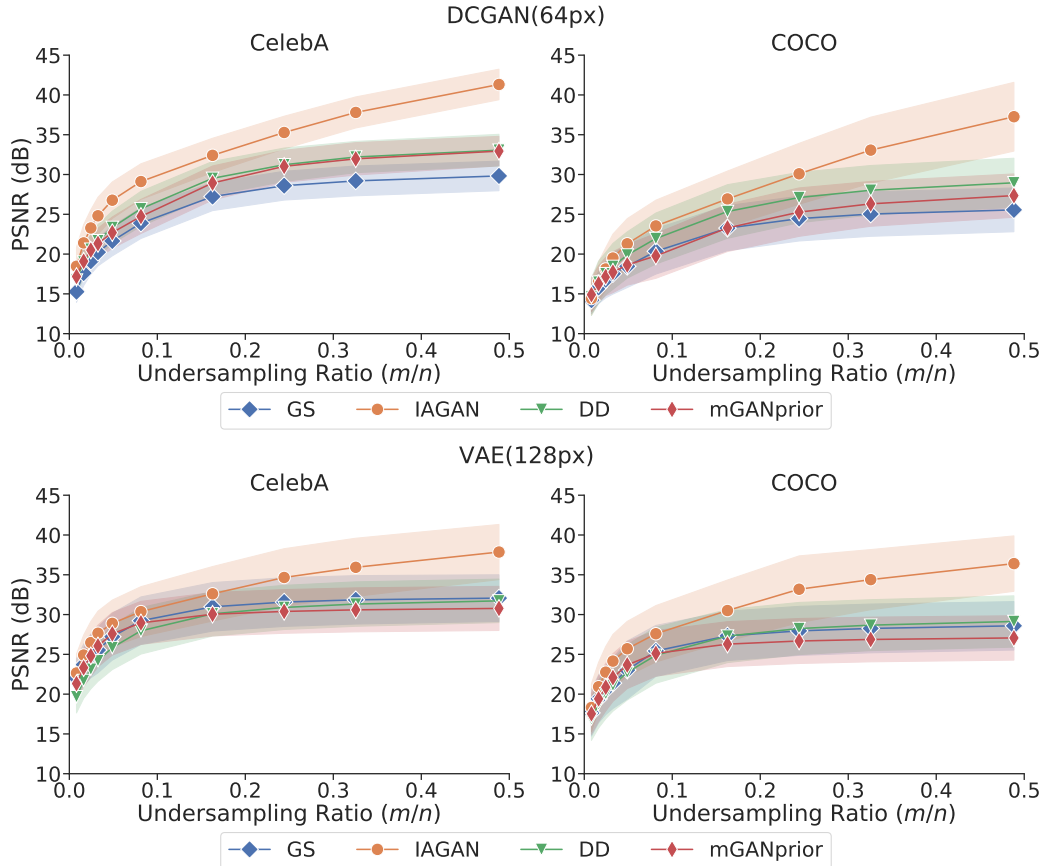 DCGAN(64px)
CelebA
COCO
45
40
35
30
25
20
15
10
PSNR (dB)
0.0 0.1 0.2 0.3 0.4 0.5
Undersampling Ratio (m/n)
45
40
35
30
25
20
15
10
0.0 0.1 0.2 0.3 0.4 0.5
Undersampling Ratio (m/n)
GS IAGAN DD mGANprior
VAE(128px)
CelebA
COCO
45
40
35
30
25
20
15
10
PSNR (dB)
0.0 0.1 0.2 0.3 0.4 0.5
Undersampling Ratio (m/n)
45
40
35
30
25
20
15
10
0.0 0.1 0.2 0.3 0.4 0.5
Undersampling Ratio (m/n)
GS IAGAN DD mGANprior